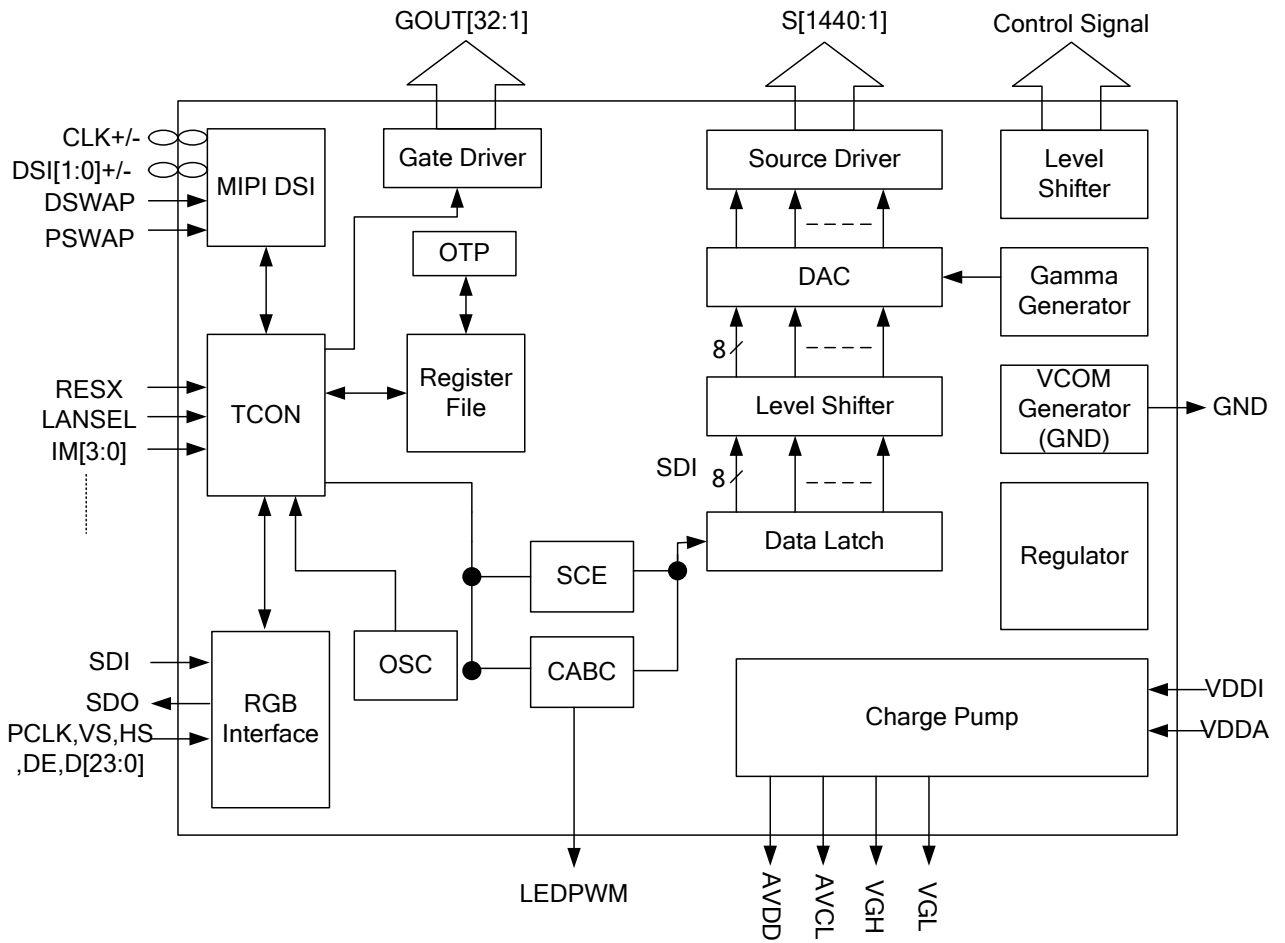 GOUT[32:1]
S[1440:1]
Control Signal
CLK+/-
DSI[1:0]+/-
DSWAP
PSWAP
MIPI DSI
Gate Driver
Source Driver
Level
Shifter
OTP
DAC
Gamma
Generator
8
RESX
LANSEL
IM[3:0]
TCON
Register
File
Level Shifter
VCOM
Generator
(GND)
GND
SDI
8
Data Latch
Regulator
SCE
OSC
CABC
SDI
SDO
PCLK,VS,HS
,DE,D[23:0]
RGB
Interface
Charge Pump
VDDI
VDDA
LEDPWM
AVDD
AVCL
VGH
VGL